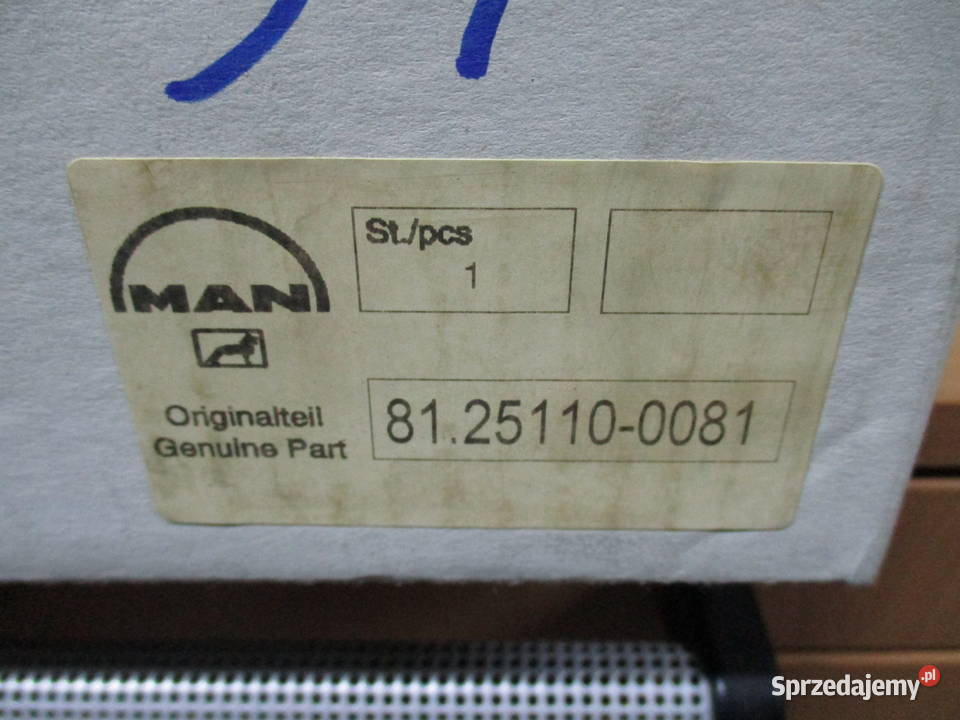 St./pcs
1
MAN
Originalteil
Genuine Part
81.25110-0081
Sprzedajemy.pl